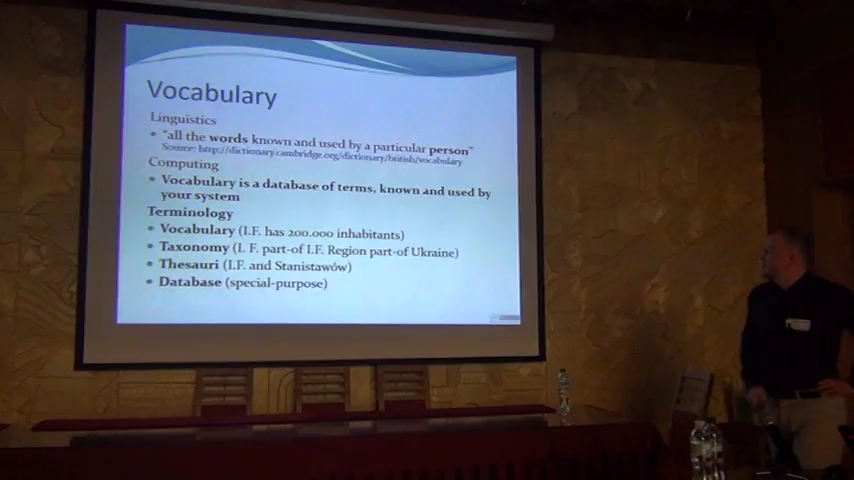 Vocabulary
Linguistics
• "all the words known and used by a particular person"
Source: http://dictionary.cambridge.org/dictionary/british/vocabulary
Computing
• Vocabulary is a database of terms, known and used by
your system
Terminology
• Vocabulary (I.F. has 200.000 inhabitants)
• Taxonomy (I. F. part-of I.F. Region part-of Ukraine)
• Thesauri (I.F. and Stanistawów)
• Database (special-purpose)